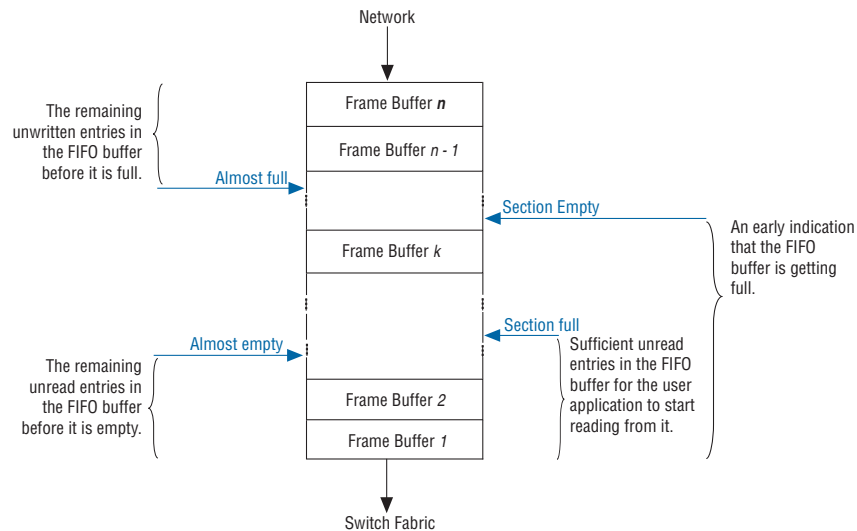 Network
Frame Buffer n
The remaining
unwritten entries in
the FIFO buffer
before it is full.
Frame Buffer n - 1
Almost full
Section Empty
An early indication
that the FIFO
buffer is getting
full.
Frame Buffer k
Section full
Almost empty
Sufficient unread
entries in the FIFO
buffer for the user
application to start
reading from it.
The remaining
unread entries in
the FIFO buffer
before it is empty.
Frame Buffer 2
Frame Buffer 1
Switch Fabric